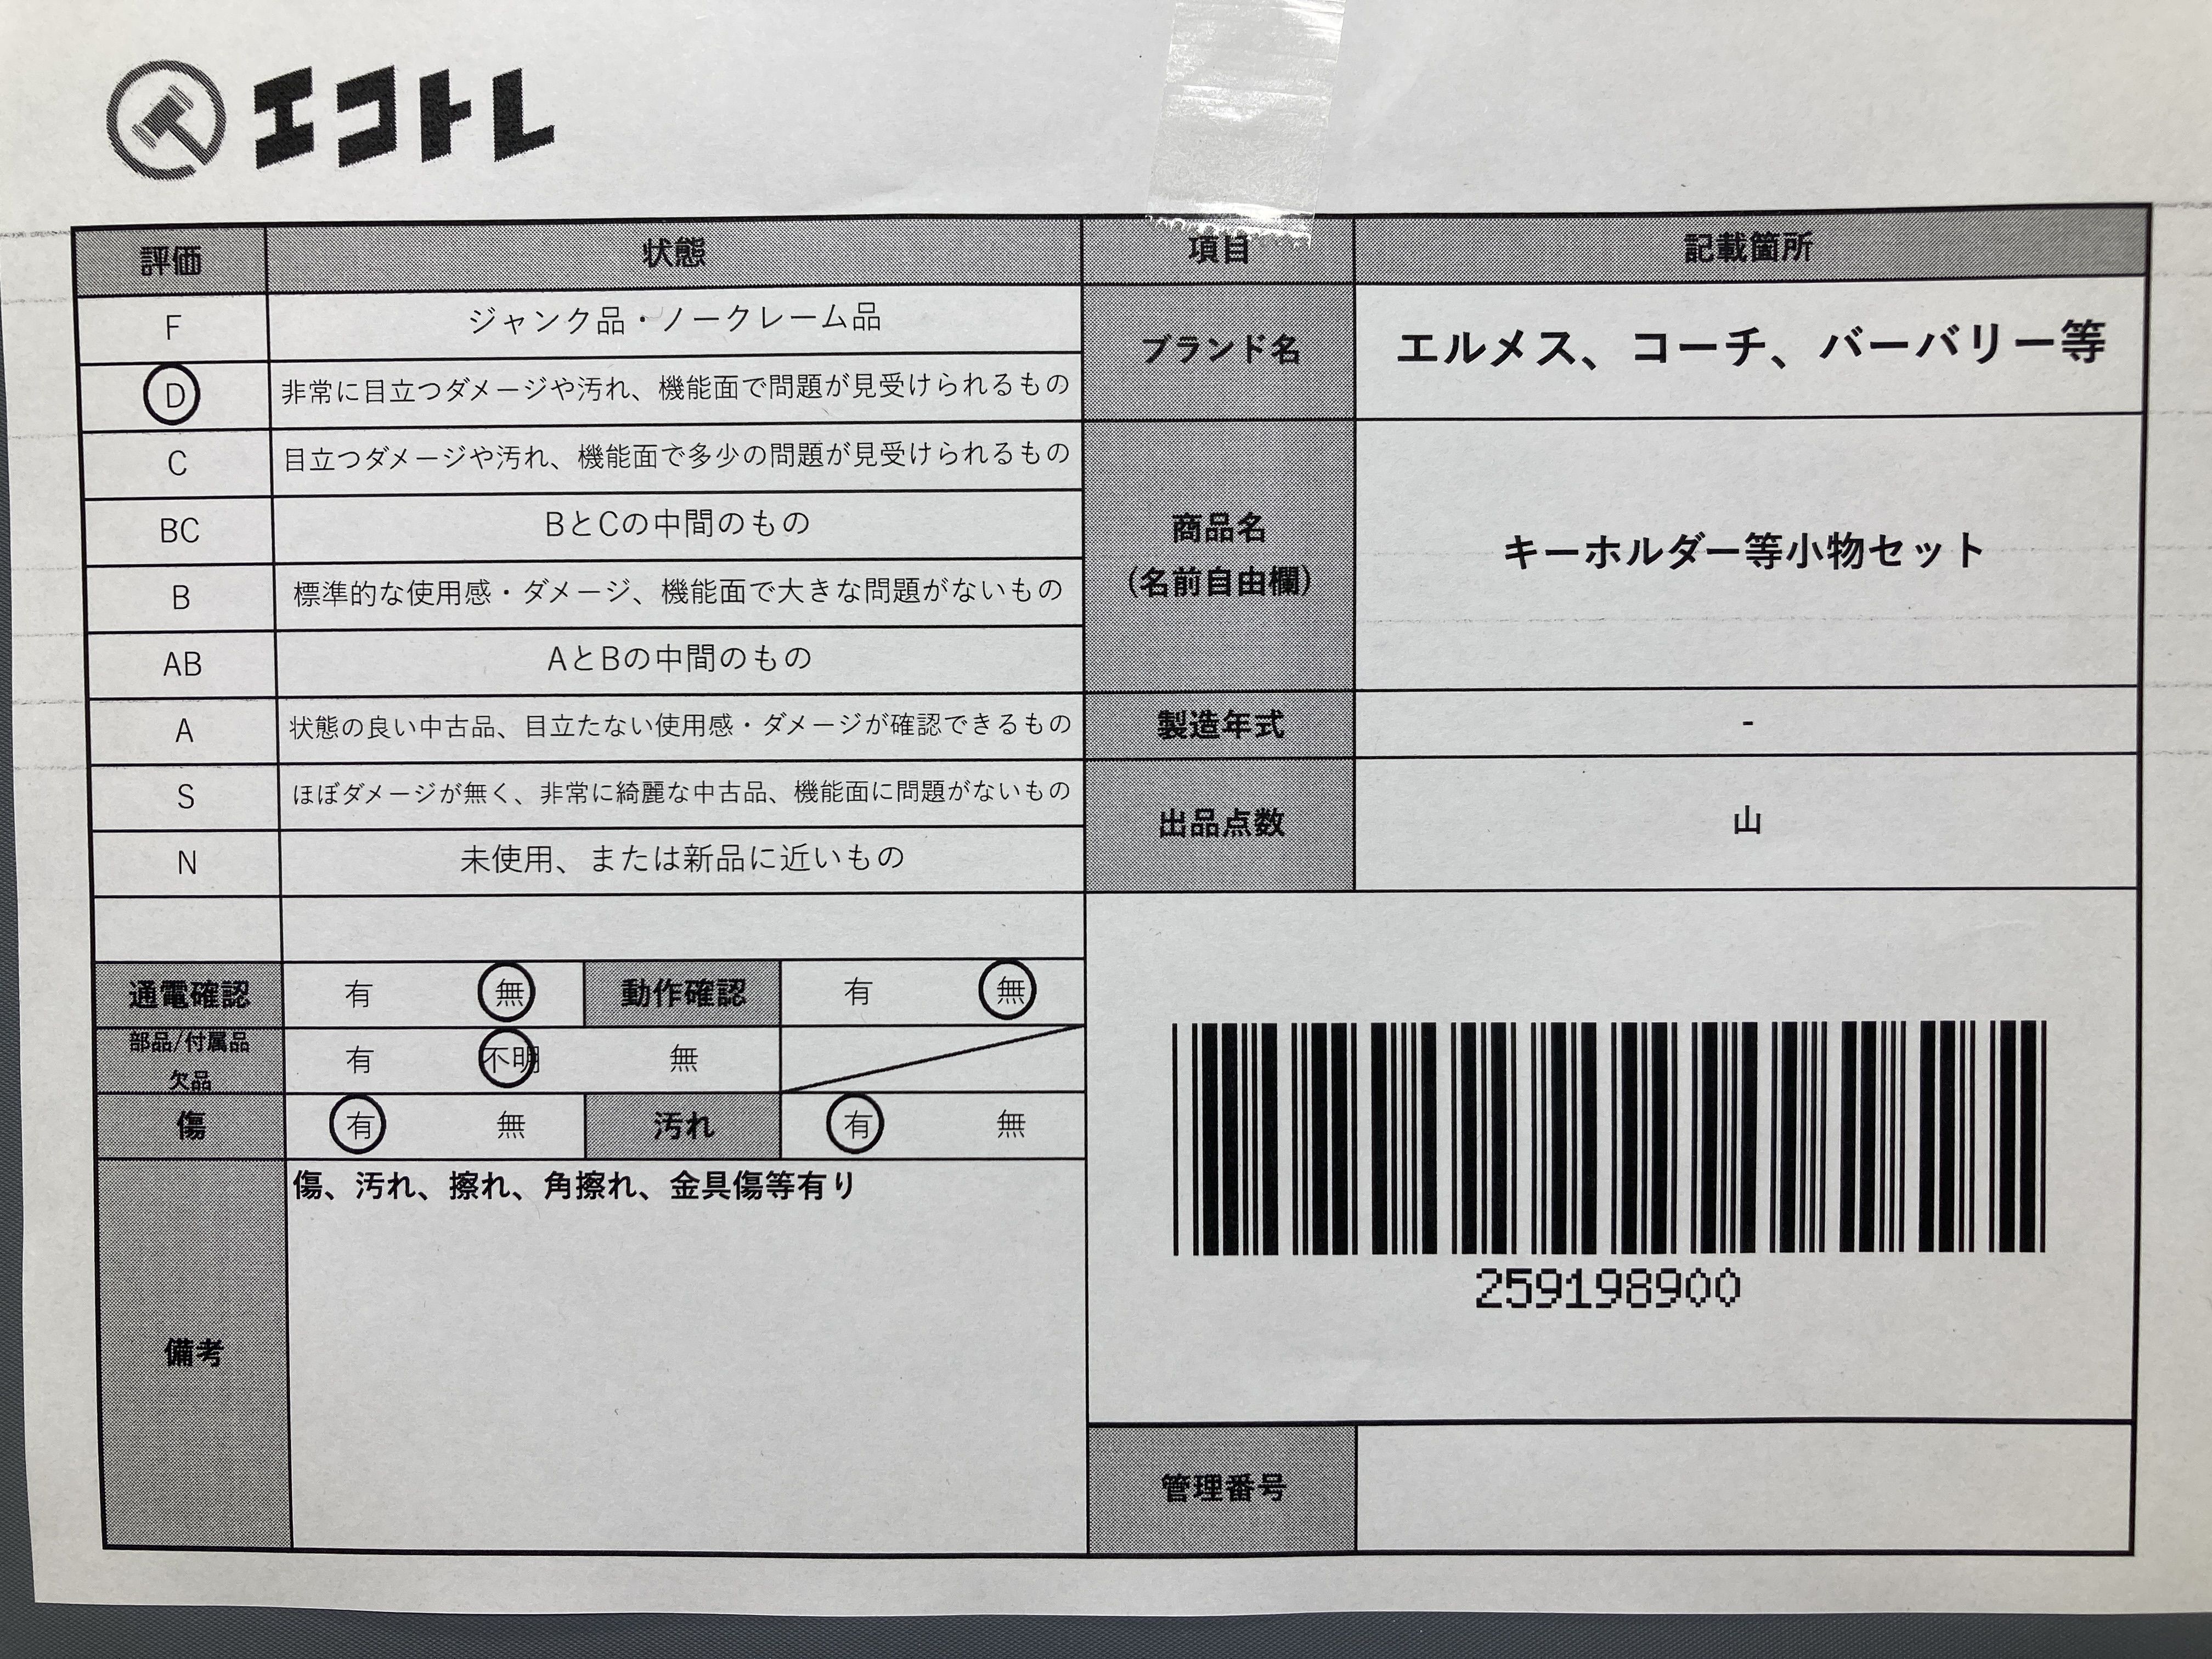 エコトレ
評価 状態 項目 記載箇所
F ジャンク品・ノークレーム品
D 非常に目立つダメージや汚れ、機能面で問題が見受けられるもの
C 目立つダメージや汚れ、機能面で多少の問題が見受けられるもの
BC BとCの中間のもの
B 標準的な使用感・ダメージ、機能面で大きな問題がないもの
AB AとBの中間のもの
A 状態の良い中古品、目立たない使用感・ダメージが確認できるもの
S ほぼダメージが無く、非常に綺麗な中古品、機能面に問題がないもの
N 未使用、または新品に近いもの
ブランド名 エルメス、コーチ、バーバリー等
商品名
(名前自由欄)
キーホルダー等小物セット
製造年式 -
出品点数 山
通電確認 有 無 動作確認 有 無
部品/付属品
欠品
有 不明 無
傷 有 無 汚れ 有 無
備考
傷、汚れ、擦れ、角擦れ、金具傷等有り
259198900
管理番号